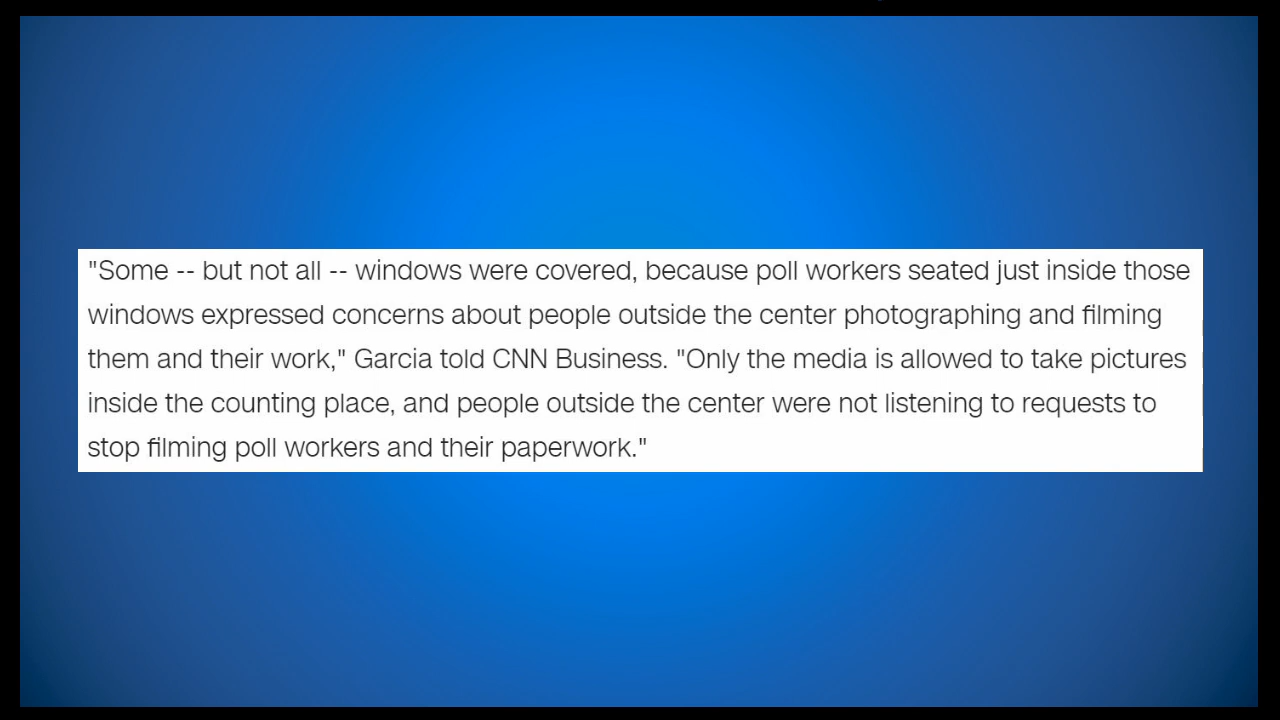 "Some -- but not all -- windows were covered, because poll workers seated just inside those
windows expressed concerns about people outside the center photographing and filming
them and their work," Garcia told CNN Business. "Only the media is allowed to take pictures
inside the counting place, and people outside the center were not listening to requests to
stop filming poll workers and their paperwork."